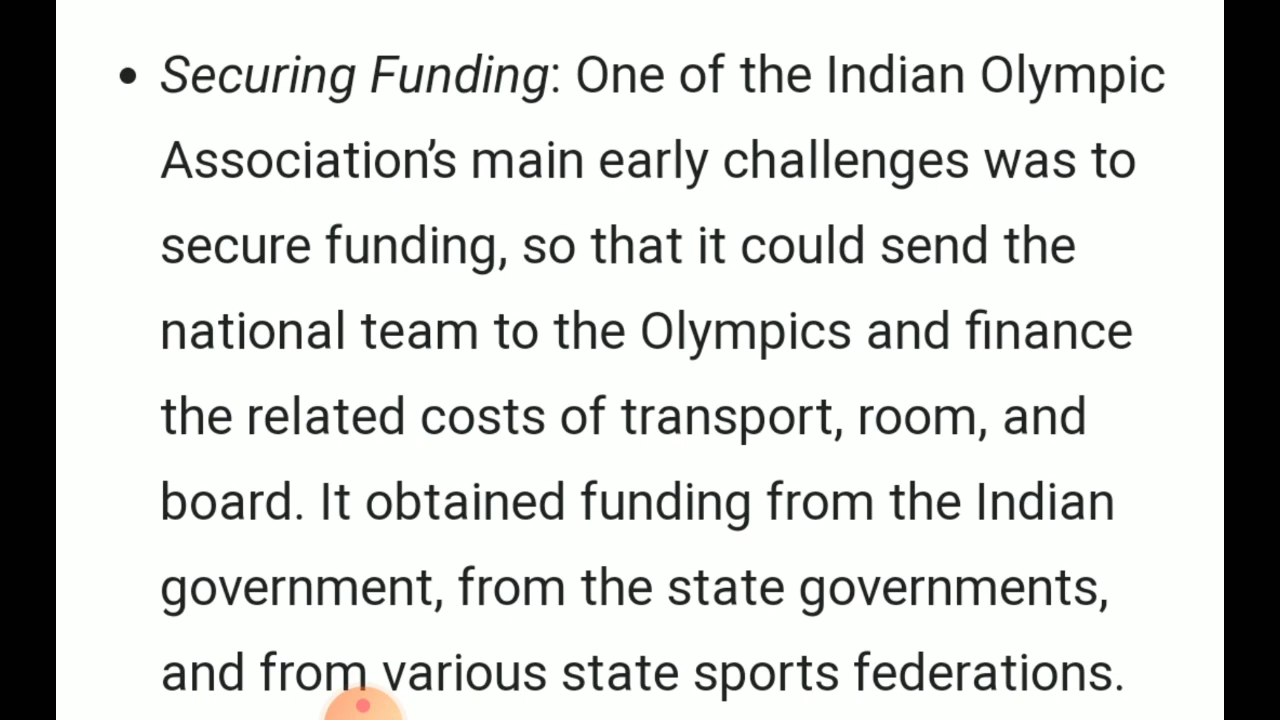 • Securing Funding: One of the Indian Olympic
Association’s main early challenges was to
secure funding, so that it could send the
national team to the Olympics and finance
the related costs of transport, room, and
board. It obtained funding from the Indian
government, from the state governments,
and from various state sports federations.